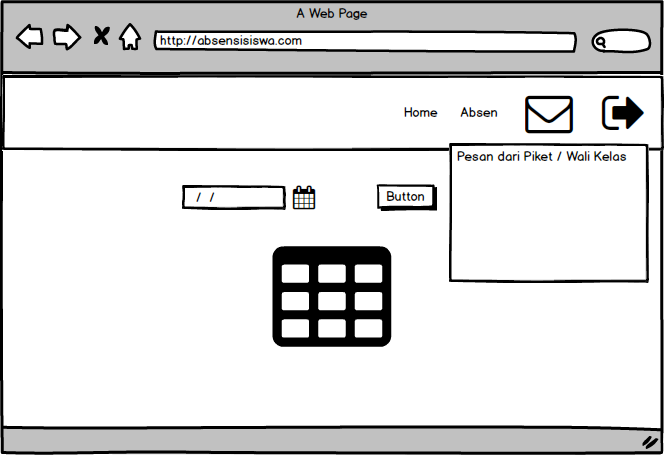 A Web Page
http://absensisiswa.com
Home Absen
Pesan dari Piket / Wali Kelas
/ /
Button